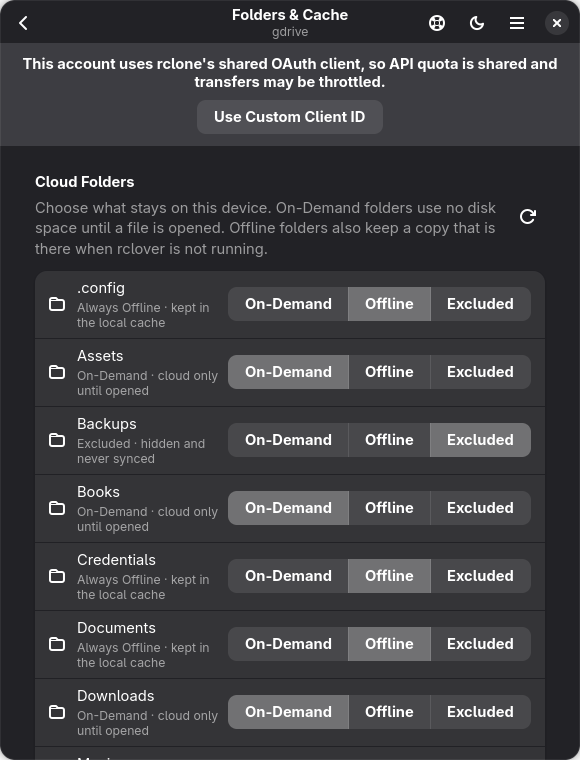 Folders & Cache
gdrive
This account uses rclone's shared OAuth client, so API quota is shared and
transfers may be throttled.
Use Custom Client ID
Cloud Folders
Choose what stays on this device. On-Demand folders use no disk
space until a file is opened. Offline folders also keep a copy that is
there when rclover is not running.
.config
Always Offline · kept in
the local cache
On-Demand Offline Excluded
Assets
On-Demand · cloud only
until opened
On-Demand Offline Excluded
Backups
Excluded · hidden and
never synced
On-Demand Offline Excluded
Books
On-Demand · cloud only
until opened
On-Demand Offline Excluded
Credentials
Always Offline · kept in
the local cache
On-Demand Offline Excluded
Documents
Always Offline · kept in
the local cache
On-Demand Offline Excluded
Downloads
On-Demand · cloud only
until opened
On-Demand Offline Excluded